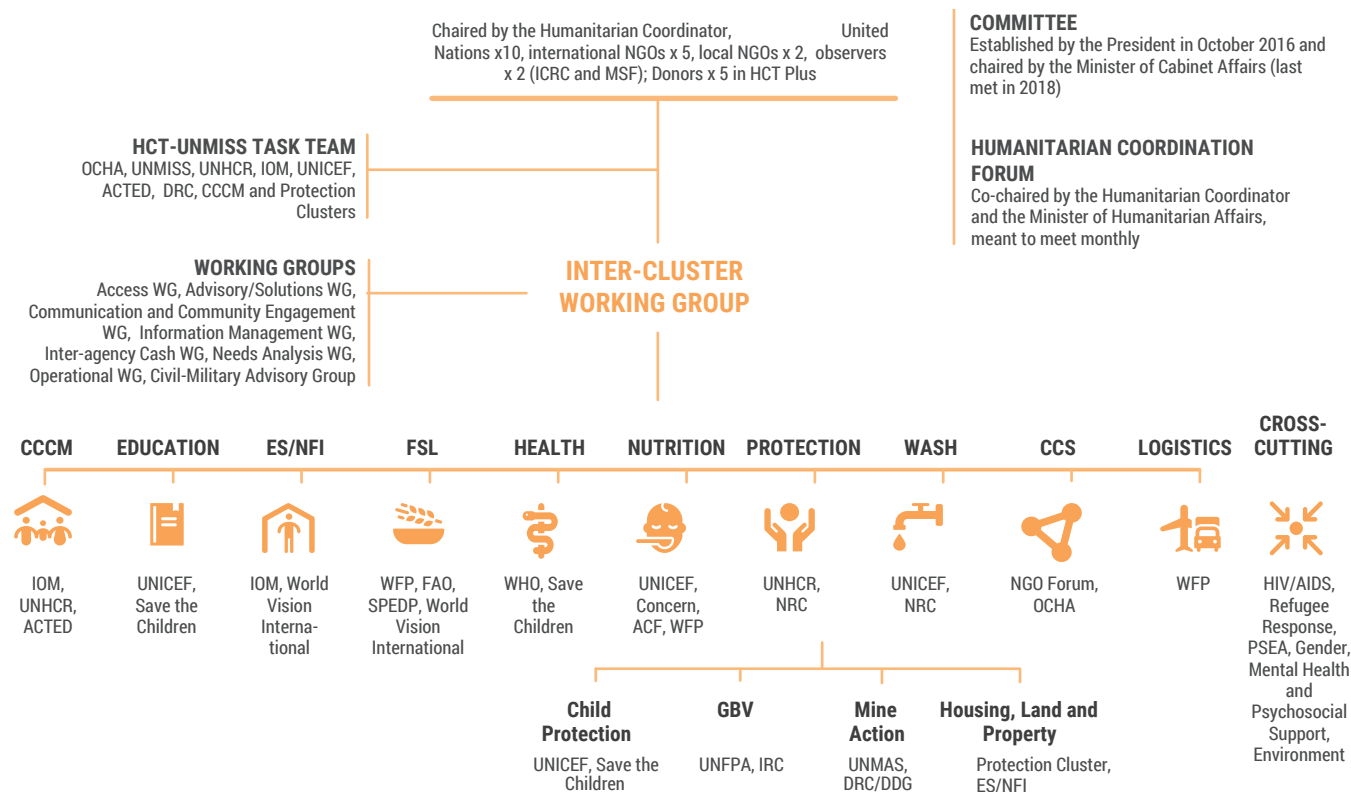 Chaired by the Humanitarian Coordinator, United
Nations x10, international NGOs x 5, local NGOs x 2, observers
x 2 (ICRC and MSF); Donors x 5 in HCT Plus
COMMITTEE
Established by the President in October 2016 and
chaired by the Minister of Cabinet Affairs (last
met in 2018)
HCT-UNMISS TASK TEAM
OCHA, UNMISS, UNHCR, IOM, UNICEF,
ACTED, DRC, CCCM and Protection
Clusters
HUMANITARIAN COORDINATION
FORUM
Co-chaired by the Humanitarian Coordinator
and the Minister of Humanitarian Affairs,
meant to meet monthly
WORKING GROUPS
Access WG, Advisory/Solutions WG,
Communication and Community Engagement
WG, Information Management WG,
Inter-agency Cash WG, Needs Analysis WG,
Operational WG, Civil-Military Advisory Group
INTER-CLUSTER
WORKING GROUP
CCCM
IOM,
UNHCR,
ACTED
EDUCATION
UNICEF,
Save the
Children
ES/NFI
IOM, World
Vision
Interna-
tional
FSL
WFP, FAO,
SPEDP, World
Vision
International
HEALTH
WHO, Save
the
Children
NUTRITION
UNICEF,
Concern,
ACF, WFP
PROTECTION
UNHCR,
NRC
WASH
UNICEF,
NRC
CCS
NGO Forum,
OCHA
LOGISTICS
WFP
CROSS-
CUTTING
HIV/AIDS,
Refugee
Response,
PSEA, Gender,
Mental Health
and
Psychosocial
Support,
Environment
Child
Protection
UNICEF, Save the
Children
GBV
UNFPA, IRC
Mine
Action
UNMAS,
DRC/DDG
Housing, Land and
Property
Protection Cluster,
ES/NFI